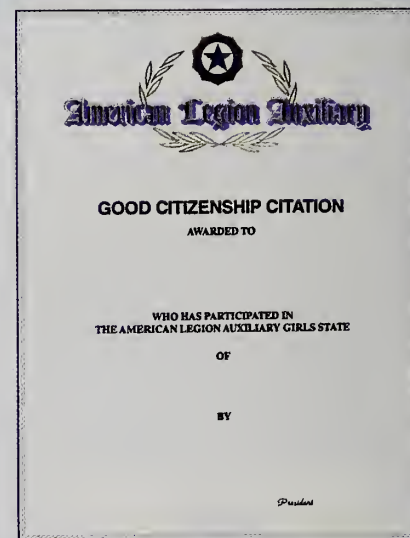 American Legion Auxiliary
GOOD CITIZENSHIP CITATION
AWARDED TO
WHO HAS PARTICIPATED IN
THE AMERICAN LEGION AUXILIARY GIRLS STATE
OF
BY
President